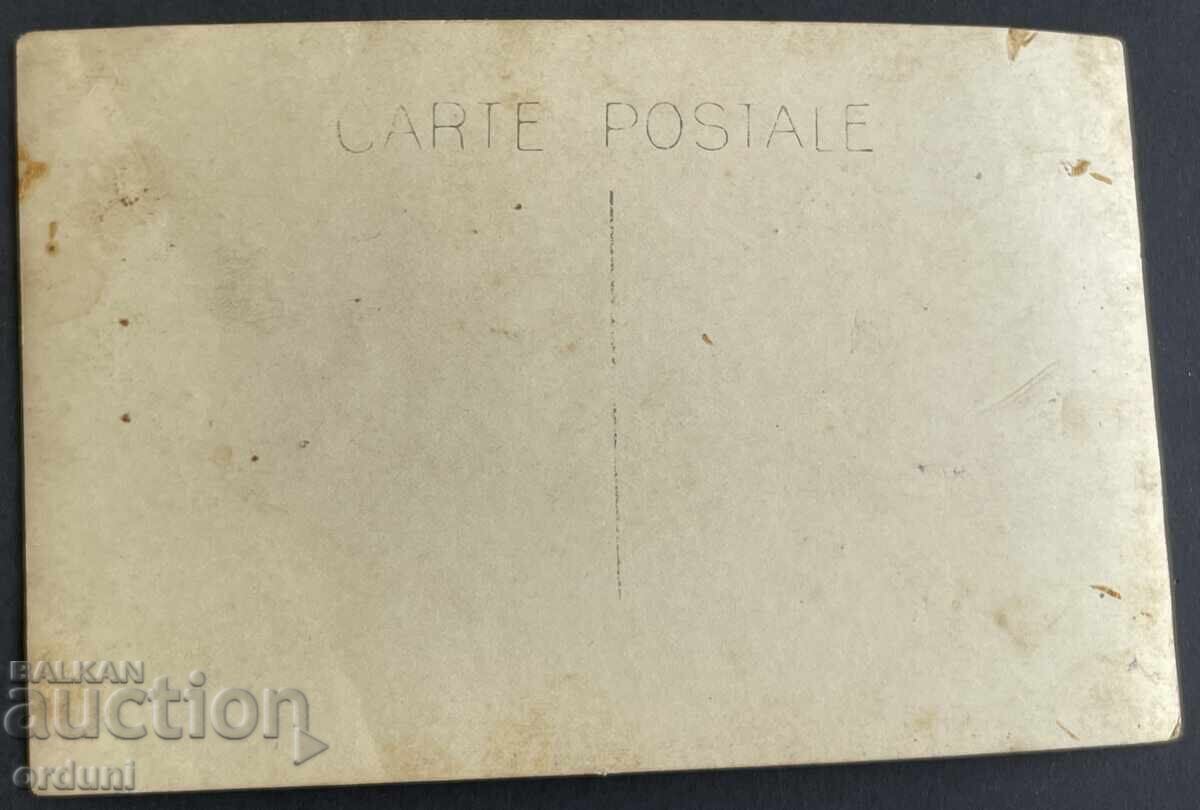 CARTE POSTALE
BALKAN
auction
orduni